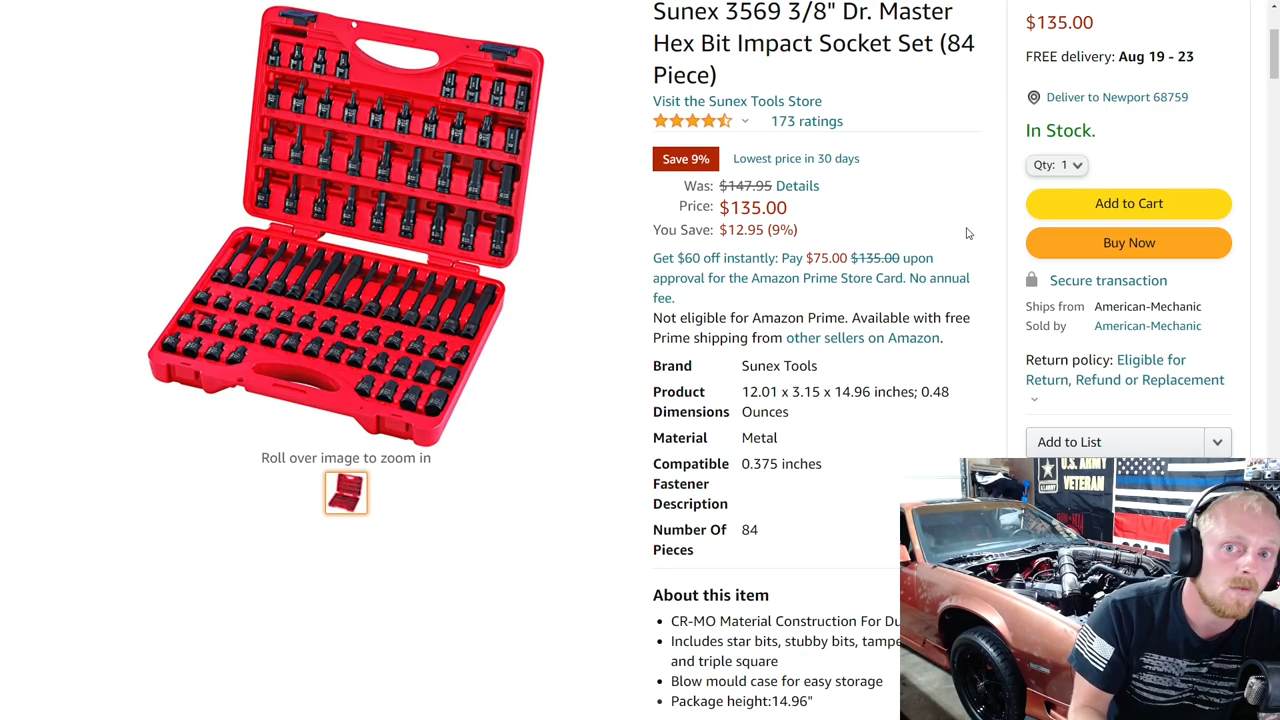 Sunex 3569 3/8" Dr. Master
Hex Bit Impact Socket Set (84
Piece)
Visit the Sunex Tools Store
173 ratings
Save 9%
Lowest price in 30 days
Was: $147.95 Details
Price: $135.00
You Save: $12.95 (9%)
Get $60 off instantly: Pay $75.00 $135.00 upon
approval for the Amazon Prime Store Card. No annual
fee.
Not eligible for Amazon Prime. Available with free
Prime shipping from other sellers on Amazon.
Brand Sunex Tools
Product 12.01 x 3.15 x 14.96 inches; 0.48
Dimensions Ounces
Material Metal
Compatible 0.375 inches
Fastener
Description
Number Of 84
Pieces
About this item
CR-MO Material Construction For Du
Includes star bits, stubby bits, tampe
and triple square
Blow mould case for easy storage
Package height:14.96"
Roll over image to zoom in
$135.00
FREE delivery: Aug 19 - 23
Deliver to Newport 68759
In Stock.
Qty: 1
Add to Cart
Buy Now
Secure transaction
Ships from American-Mechanic
Sold by American-Mechanic
Return policy: Eligible for
Return, Refund or Replacement
Add to List
U.S. ARMY
VETERAN